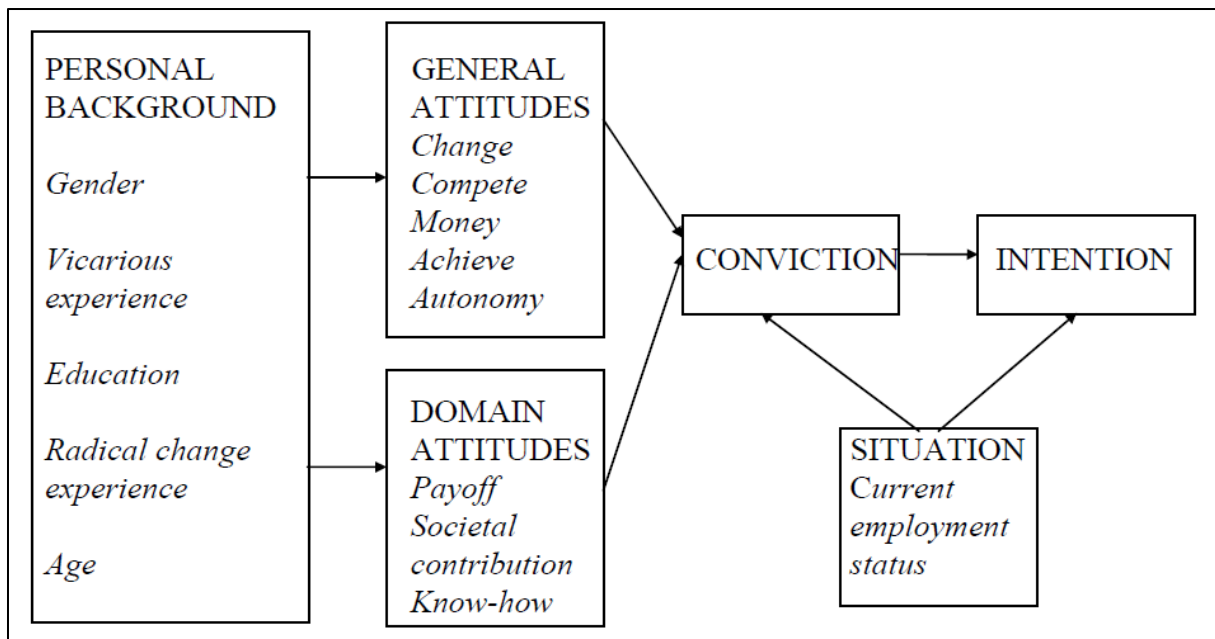 PERSONAL
BACKGROUND
Gender
Vicarious
experience
Education
Radical change
experience
Age
GENERAL
ATTITUDES
Change
Compete
Money
Achieve
Autonomy
DOMAIN
ATTITUDES
Payoff
Societal
contribution
Know-how
CONVICTION
INTENTION
SITUATION
Current
employment
status